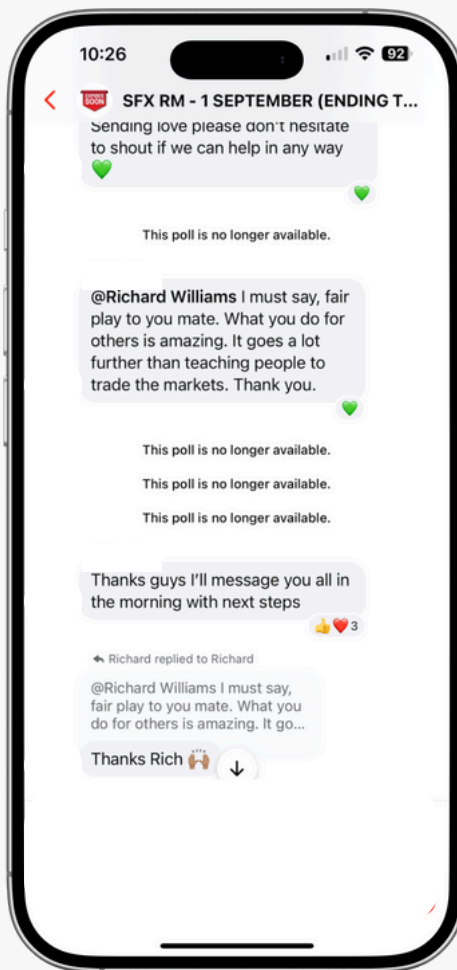 10:26
92
EXPIRES
SOON
SFX RM - 1 SEPTEMBER (ENDING T...
Sending love please don't hesitate
to shout if we can help in any way
💚
💚
This poll is no longer available.
@Richard Williams I must say, fair
play to you mate. What you do for
others is amazing. It goes a lot
further than teaching people to
trade the markets. Thank you.
💚
This poll is no longer available.
This poll is no longer available.
This poll is no longer available.
Thanks guys I'll message you all in
the morning with next steps
👍❤️ 3
Richard replied to Richard
@Richard Williams I must say,
fair play to you mate. What you
do for others is amazing. It go...
Thanks Rich 🙌🏽